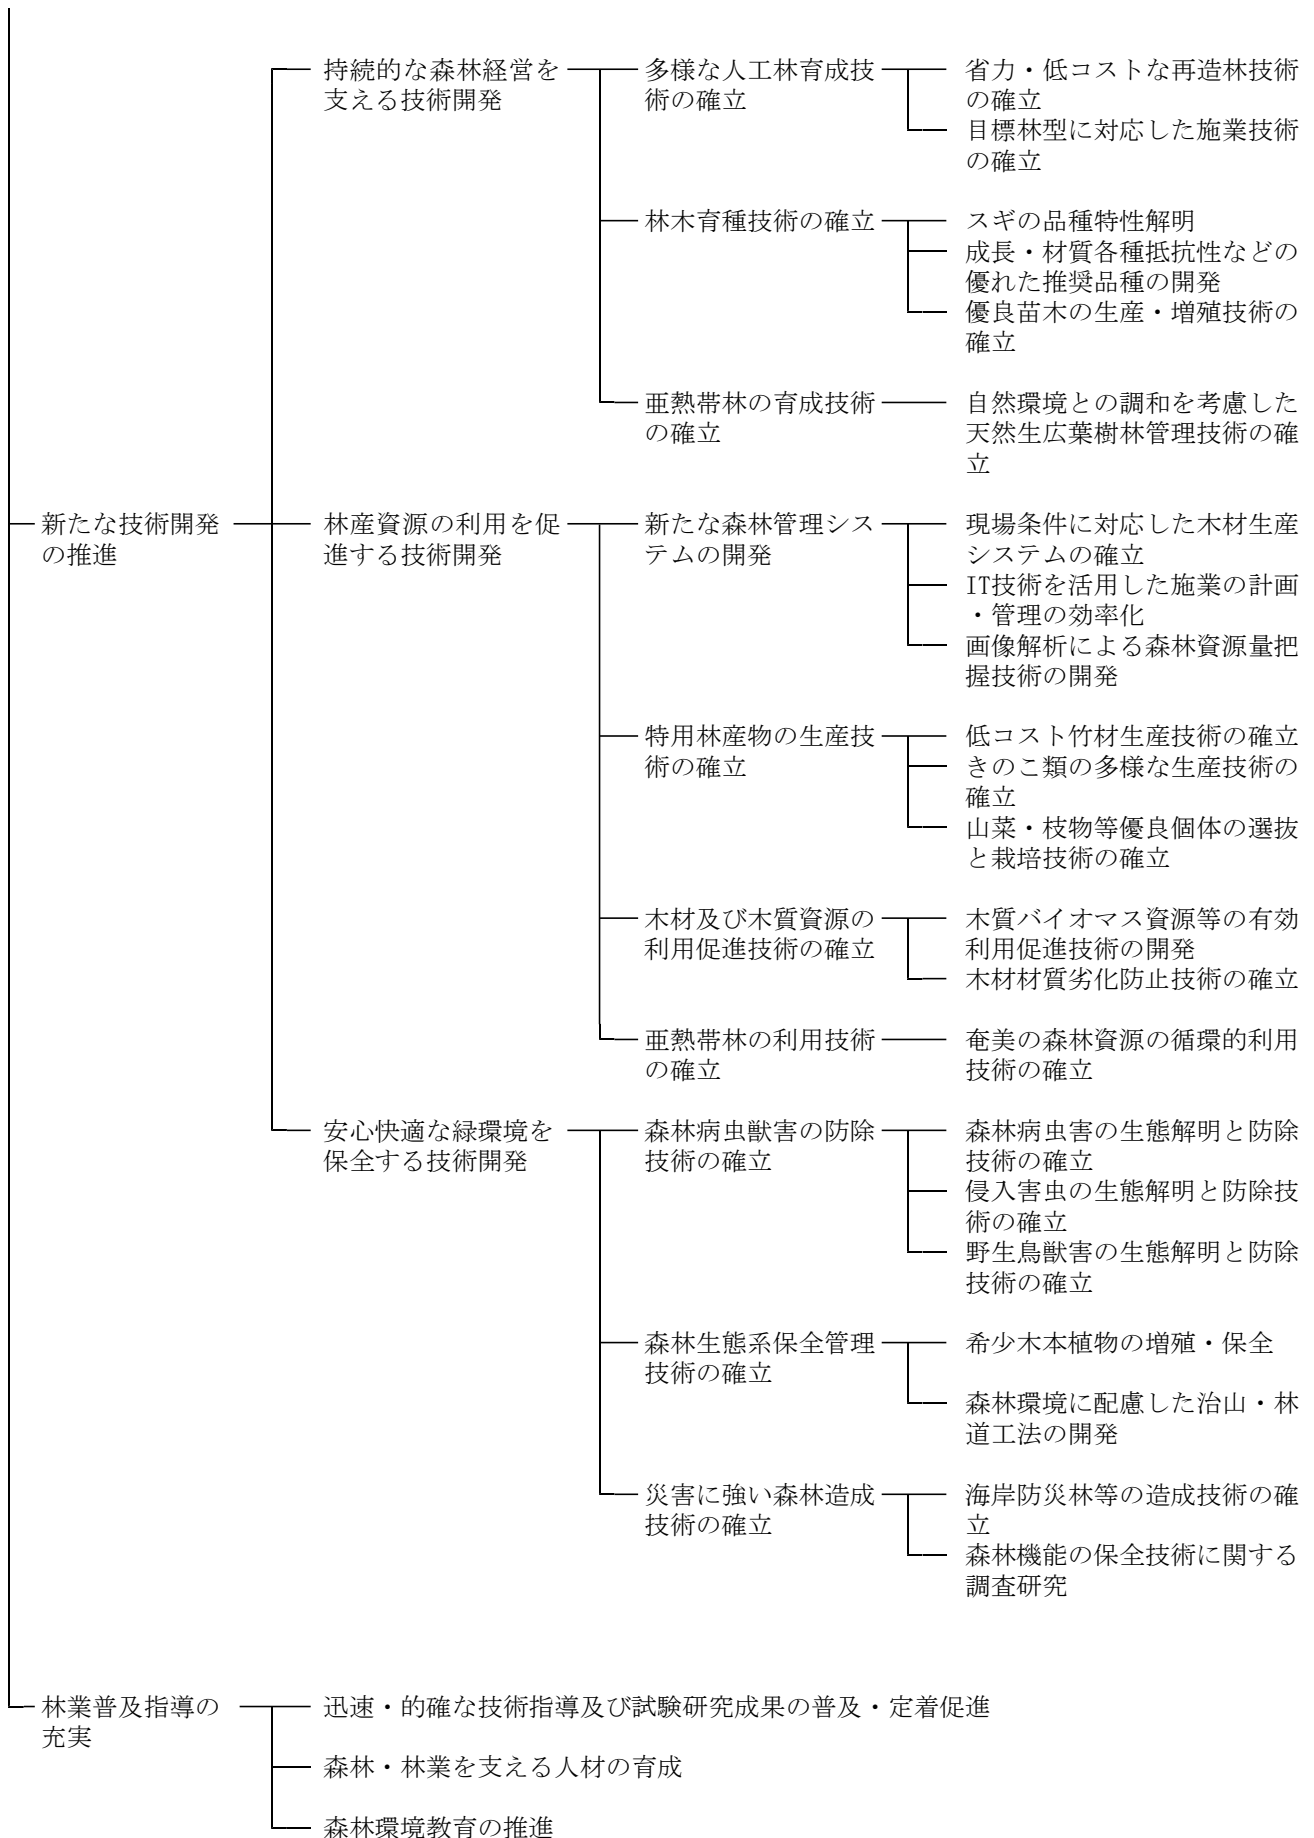 持続的な森林経営を
支える技術開発
多様な人工林育成技
術の確立
省力・低コストな再造林技術
の確立
目標林型に対応した施業技術
の確立
林木育種技術の確立
スギの品種特性解明
成長・材質各種抵抗性などの
優れた推奨品種の開発
優良苗木の生産・増殖技術の
確立
亜熱帯林の育成技術
の確立
自然環境との調和を考慮した
天然生広葉樹林管理技術の確
立
新たな技術開発
の推進
林産資源の利用を促
進する技術開発
新たな森林管理シス
テムの開発
現場条件に対応した木材生産
システムの確立
IT技術を活用した施業の計画
・管理の効率化
画像解析による森林資源量把
握技術の開発
特用林産物の生産技
術の確立
低コスト竹材生産技術の確立
きのこ類の多様な生産技術の
確立
山菜・枝物等優良個体の選抜
と栽培技術の確立
木材及び木質資源の
利用促進技術の確立
木質バイオマス資源等の有効
利用促進技術の開発
木材材質劣化防止技術の確立
亜熱帯林の利用技術
の確立
奄美の森林資源の循環的利用
技術の確立
安心快適な緑環境を
保全する技術開発
森林病虫獣害の防除
技術の確立
森林病虫害の生態解明と防除
技術の確立
侵入害虫の生態解明と防除技
術の確立
野生鳥獣害の生態解明と防除
技術の確立
森林生態系保全管理
技術の確立
希少木本植物の増殖・保全
森林環境に配慮した治山・林
道工法の開発
災害に強い森林造成
技術の確立
海岸防災林等の造成技術の確
立
森林機能の保全技術に関する
調査研究
林業普及指導の
充実
迅速・的確な技術指導及び試験研究成果の普及・定着促進
森林・林業を支える人材の育成
森林環境教育の推進